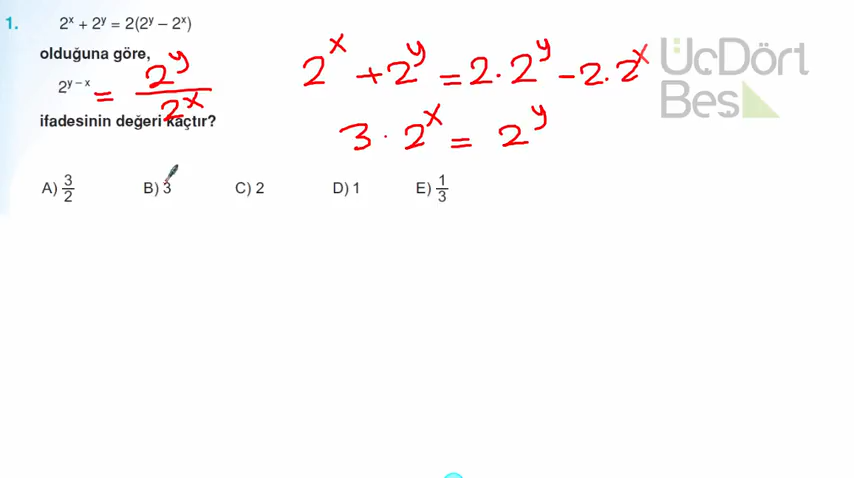 1. 2ˣ + 2ʸ = 2(2ʸ – 2ˣ)
olduğuna göre,
2ʸ⁻ˣ = 2ʸ / 2ˣ
ifadesinin değeri kaçtır?
A) 3/2 B) 3 C) 2 D) 1 E) 1/3
2ˣ + 2ʸ = 2 · 2ʸ – 2 · 2ˣ
3 · 2ˣ = 2ʸ
ÜçDört
Beş